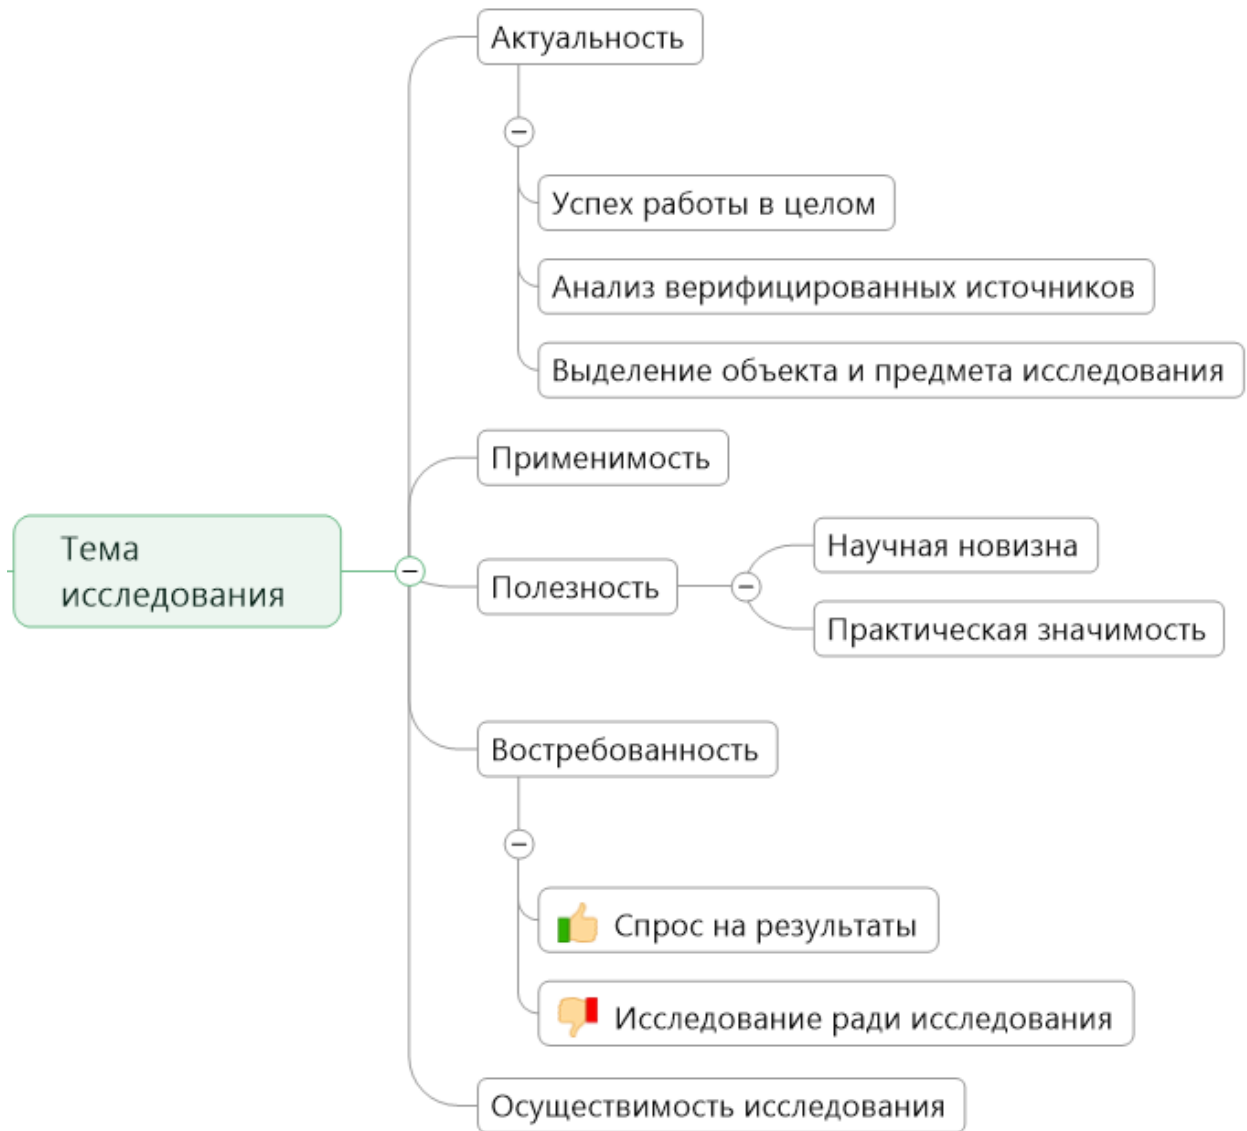 Актуальность
Успех работы в целом
Анализ верифицированных источников
Выделение объекта и предмета исследования
Применимость
Тема
исследования
Полезность
Научная новизна
Практическая значимость
Востребованность
Спрос на результаты
Исследование ради исследования
Осуществимость исследования